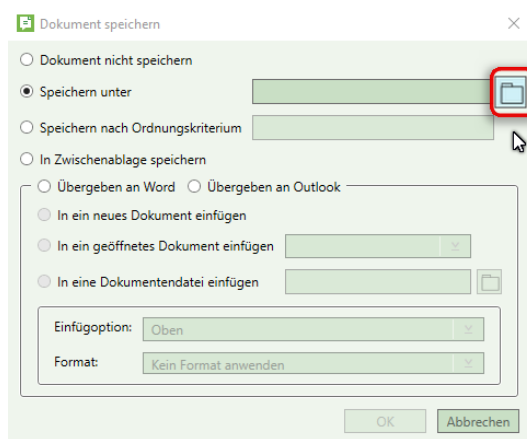 Dokument speichern
Dokument nicht speichern
Speichern unter
Speichern nach Ordnungskriterium
In Zwischenablage speichern
Übergeben an Word Übergeben an Outlook
In ein neues Dokument einfügen
In ein geöffnetes Dokument einfügen
In eine Dokumentendatei einfügen
Einfügoption: Oben
Format: Kein Format anwenden
OK Abbrechen